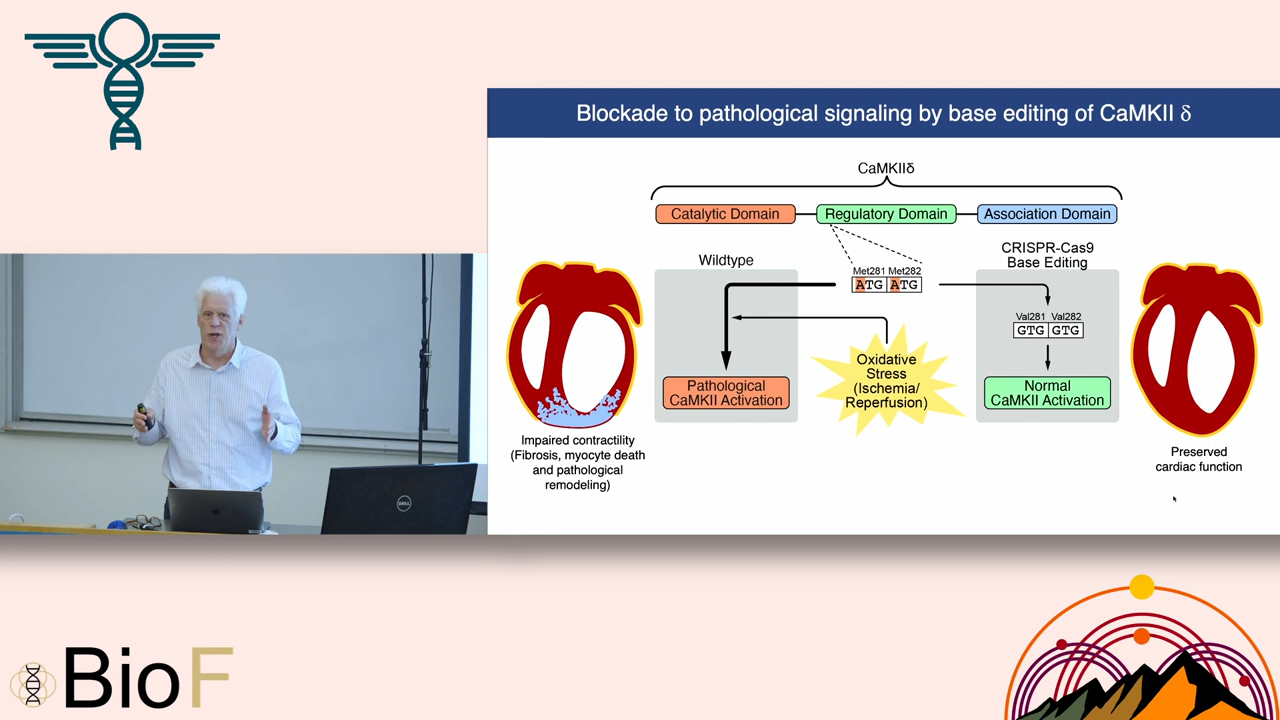 Blockade to pathological signaling by base editing of CaMKII δ
CaMKIIδ
Catalytic Domain
Regulatory Domain
Association Domain
Wildtype
Met281 Met282
ATG ATG
CRISPR-Cas9
Base Editing
Val281 Val282
GTG GTG
Oxidative
Stress
(Ischemia/
Reperfusion)
Pathological
CaMKII Activation
Normal
CaMKII Activation
Impaired contractility
(Fibrosis, myocyte death
and pathological
remodeling)
Preserved
cardiac function
DELL
BioF